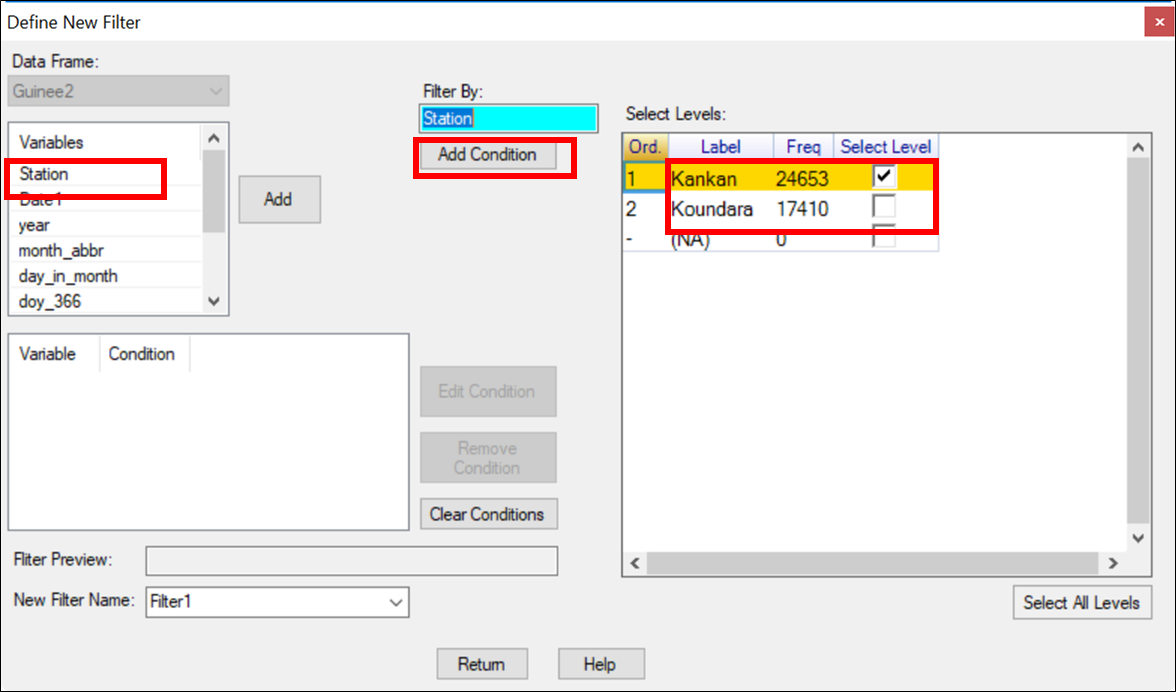 Define New Filter
Data Frame:
Guinee2
Variables
Station
Date1
year
month_abbr
day_in_month
doy_366
Add
Filter By:
Station
Add Condition
Select Levels:
Ord. Label Freq Select Level
1 Kankan 24653
2 Koundara 17410
- (NA) 0
Variable Condition
Edit Condition
Remove
Condition
Clear Conditions
Fliter Preview:
New Filter Name: Filter1
Select All Levels
Return Help